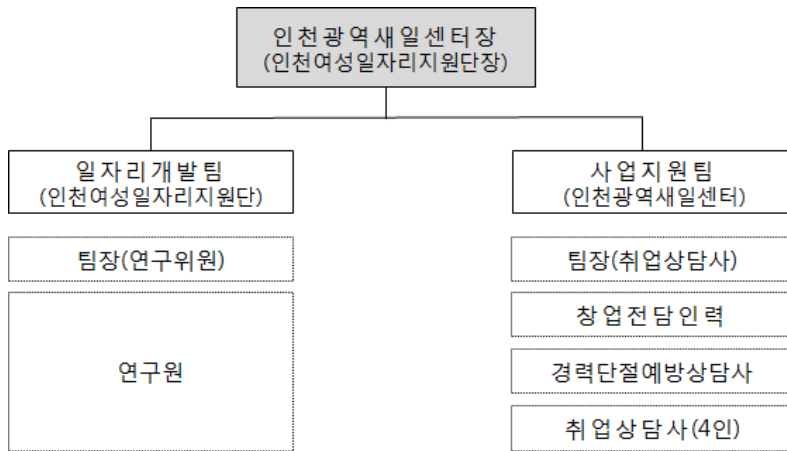 인천광역새일센터장
(인천여성일자리지원단장)
일자리개발팀
(인천여성일자리지원단)
사업지원팀
(인천광역새일센터)
팀장(연구위원)
연구원
팀장(취업상담사)
창업전담인력
경력단절예방상담사
취업상담사(4인)